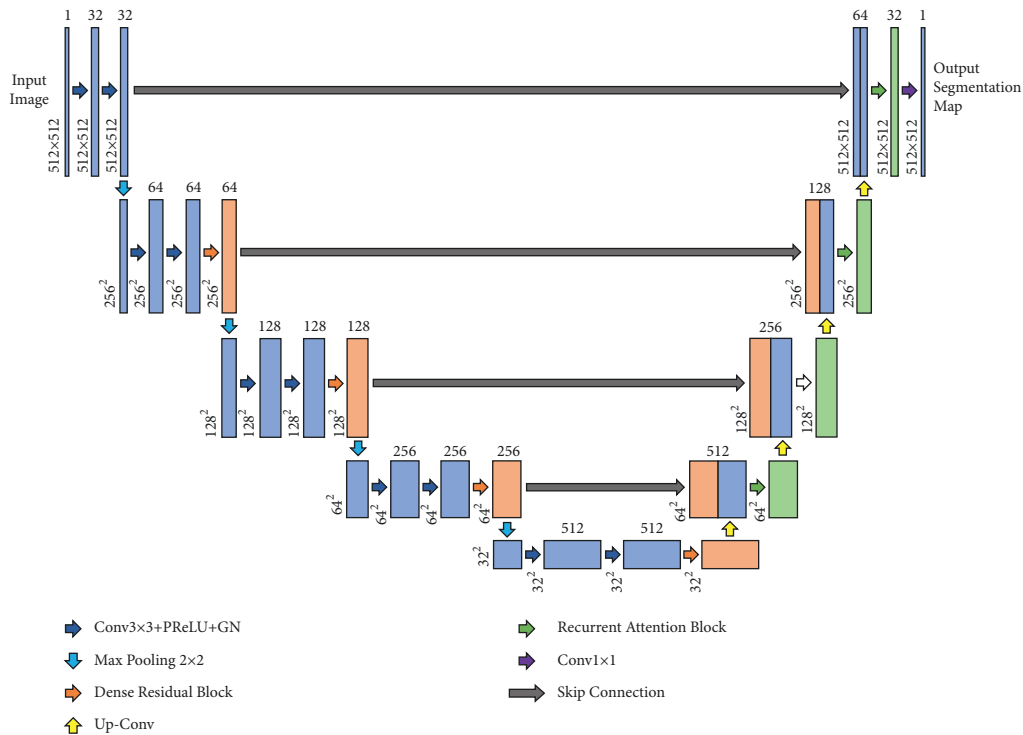 1 32 32 64 32 1
Input
Image
Output
Segmentation
Map
512×512 512×512 512×512 512×512 512×512 512×512
64 64 64 128
256² 256² 256² 256² 256² 256²
128 128 128 256
128² 128² 128² 128² 128² 128²
256 256 256 512
64² 64² 64² 64² 64² 64²
512 512
32² 32² 32² 32²
Conv3×3+PReLU+GN
Max Pooling 2×2
Dense Residual Block
Up-Conv
Recurrent Attention Block
Conv1×1
Skip Connection